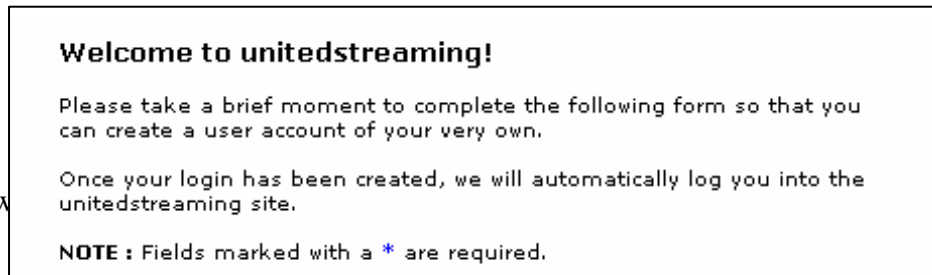 Welcome to unitedstreaming!
Please take a brief moment to complete the following form so that you
can create a user account of your very own.
Once your login has been created, we will automatically log you into the
unitedstreaming site.
NOTE : Fields marked with a * are required.